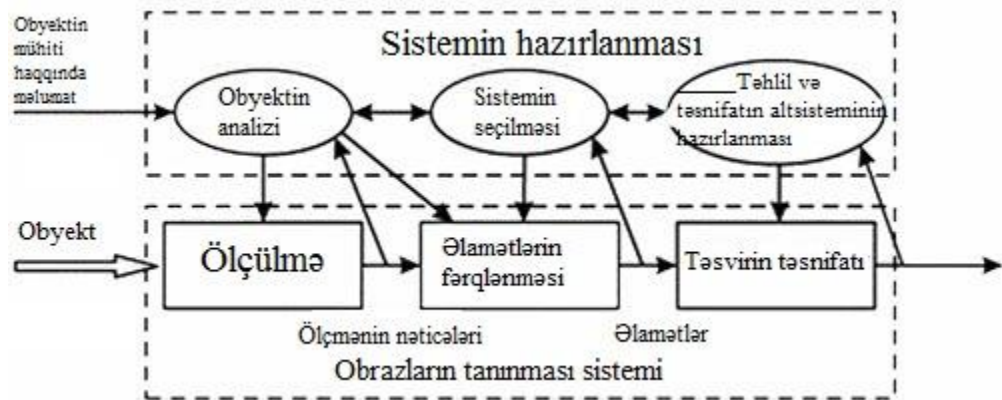 Obyektin
mühiti
haqqında
məlumat
Sistemin hazırlanması
Obyektin
analizi
Sistemin
seçilməsi
_____Təhlil və
təsnifatın altsisteminin
hazırlanması
Obyekt
Ölçülmə
Əlamətlərin
fərqlənməsi
Təsvirin təsnifatı
Ölçmənin nəticələri
Əlamətlər
Obrazların tanınması sistemi